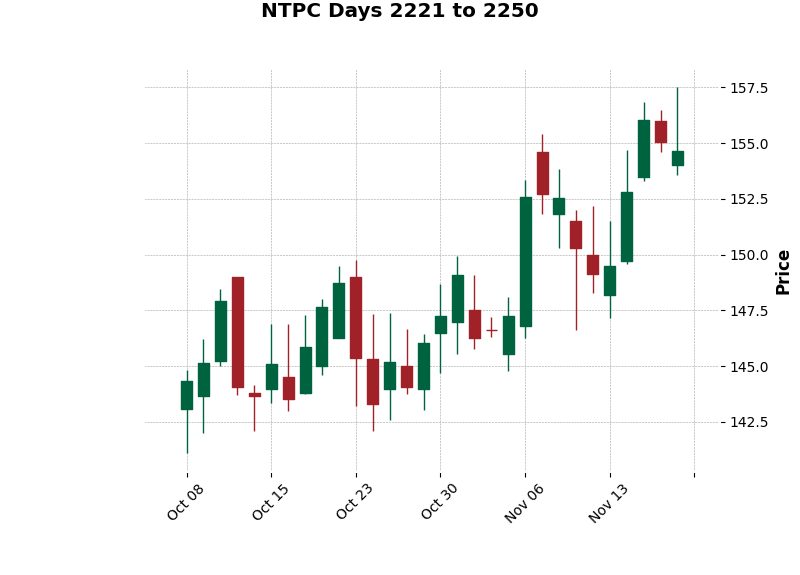 NTPC Days 2221 to 2250
157.5
155.0
152.5
150.0
147.5
145.0
142.5
Price
Oct 08
Oct 15
Oct 23
Oct 30
Nov 06
Nov 13